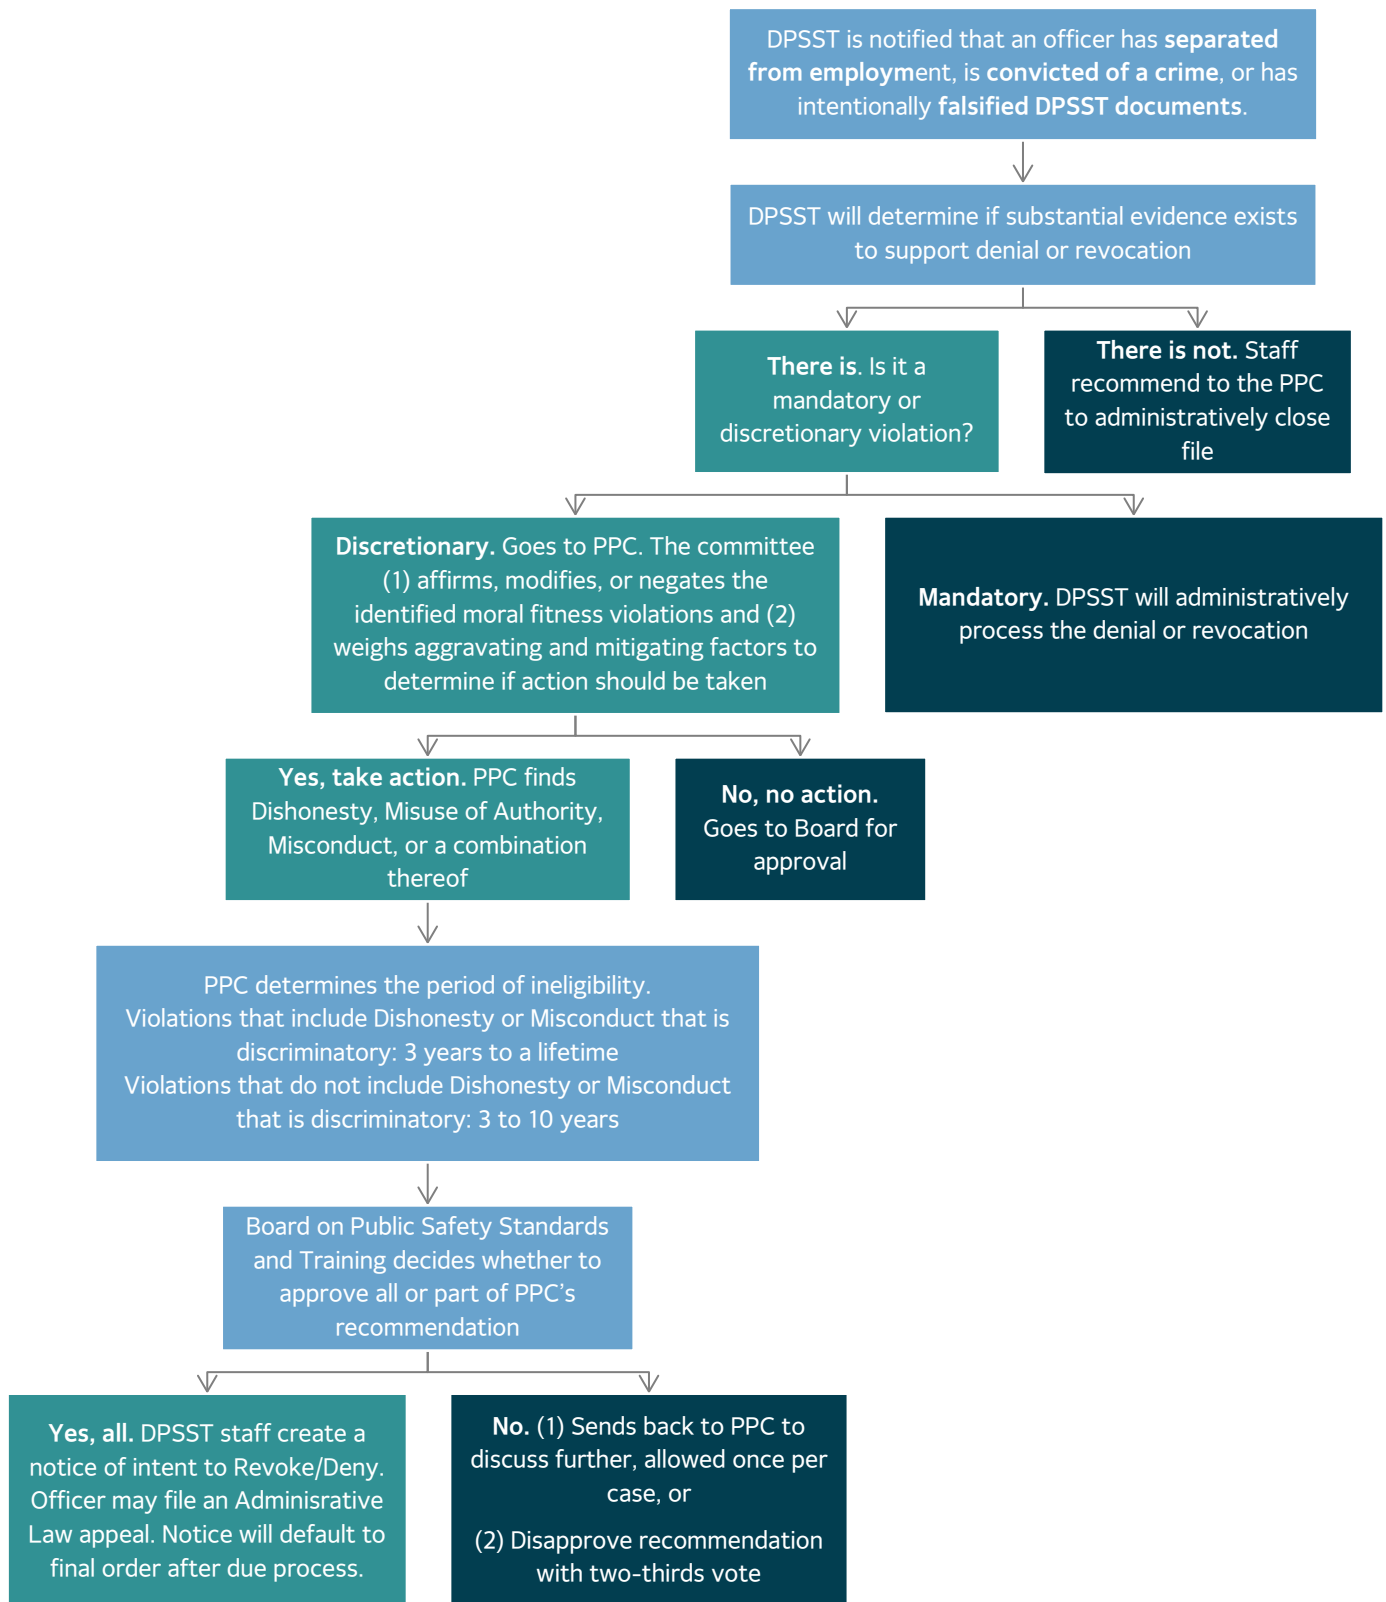 DPSST is notified that an officer has separated
from employment, is convicted of a crime, or has
intentionally falsified DPSST documents.
DPSST will determine if substantial evidence exists
to support denial or revocation
There is. Is it a
mandatory or
discretionary violation?
There is not. Staff
recommend to the PPC
to administratively close
file
Discretionary. Goes to PPC. The committee
(1) affirms, modifies, or negates the
identified moral fitness violations and (2)
weighs aggravating and mitigating factors to
determine if action should be taken
Mandatory. DPSST will administratively
process the denial or revocation
Yes, take action. PPC finds
Dishonesty, Misuse of Authority,
Misconduct, or a combination
thereof
No, no action.
Goes to Board for
approval
PPC determines the period of ineligibility.
Violations that include Dishonesty or Misconduct that is
discriminatory: 3 years to a lifetime
Violations that do not include Dishonesty or Misconduct
that is discriminatory: 3 to 10 years
Board on Public Safety Standards
and Training decides whether to
approve all or part of PPC’s
recommendation
Yes, all. DPSST staff create a
notice of intent to Revoke/Deny.
Officer may file an Adminisrative
Law appeal. Notice will default to
final order after due process.
No. (1) Sends back to PPC to
discuss further, allowed once per
case, or
(2) Disapprove recommendation
with two-thirds vote